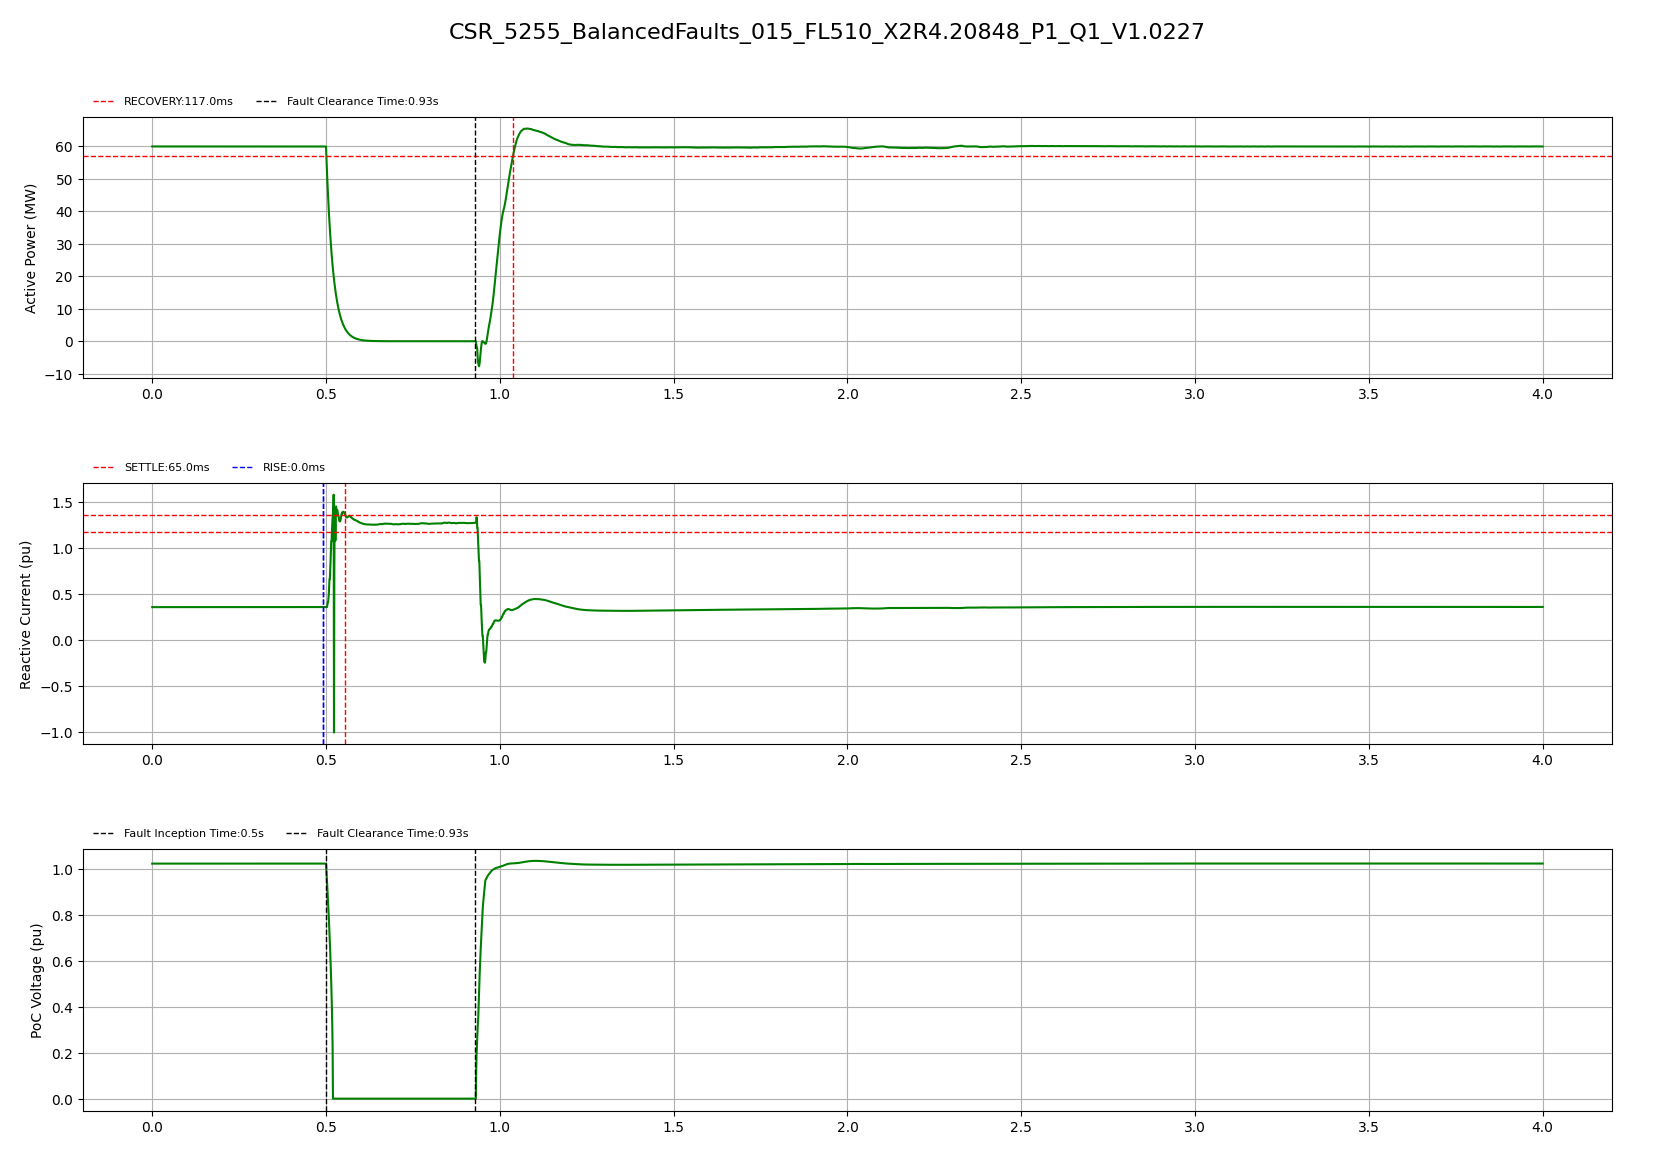 CSR_5255_BalancedFaults_015_FL510_X2R4.20848_P1_Q1_V1.0227
RECOVERY:117.0ms Fault Clearance Time:0.93s
Active Power (MW)
60
50
40
30
20
10
0
−10
0.0 0.5 1.0 1.5 2.0 2.5 3.0 3.5 4.0
SETTLE:65.0ms RISE:0.0ms
Reactive Current (pu)
1.5
1.0
0.5
0.0
−0.5
−1.0
0.0 0.5 1.0 1.5 2.0 2.5 3.0 3.5 4.0
Fault Inception Time:0.5s Fault Clearance Time:0.93s
PoC Voltage (pu)
1.0
0.8
0.6
0.4
0.2
0.0
0.0 0.5 1.0 1.5 2.0 2.5 3.0 3.5 4.0